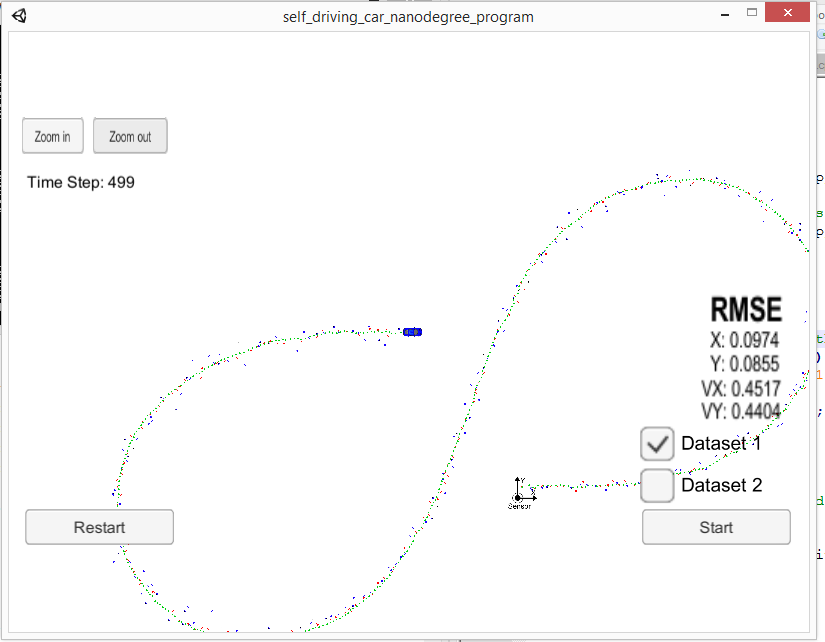 self_driving_car_nanodegree_program
Zoom in
Zoom out
Time Step: 499
RMSE
X: 0.0974
Y: 0.0855
VX: 0.4517
VY: 0.4404
Dataset 1
Y
X
Sensor
Dataset 2
Restart
Start